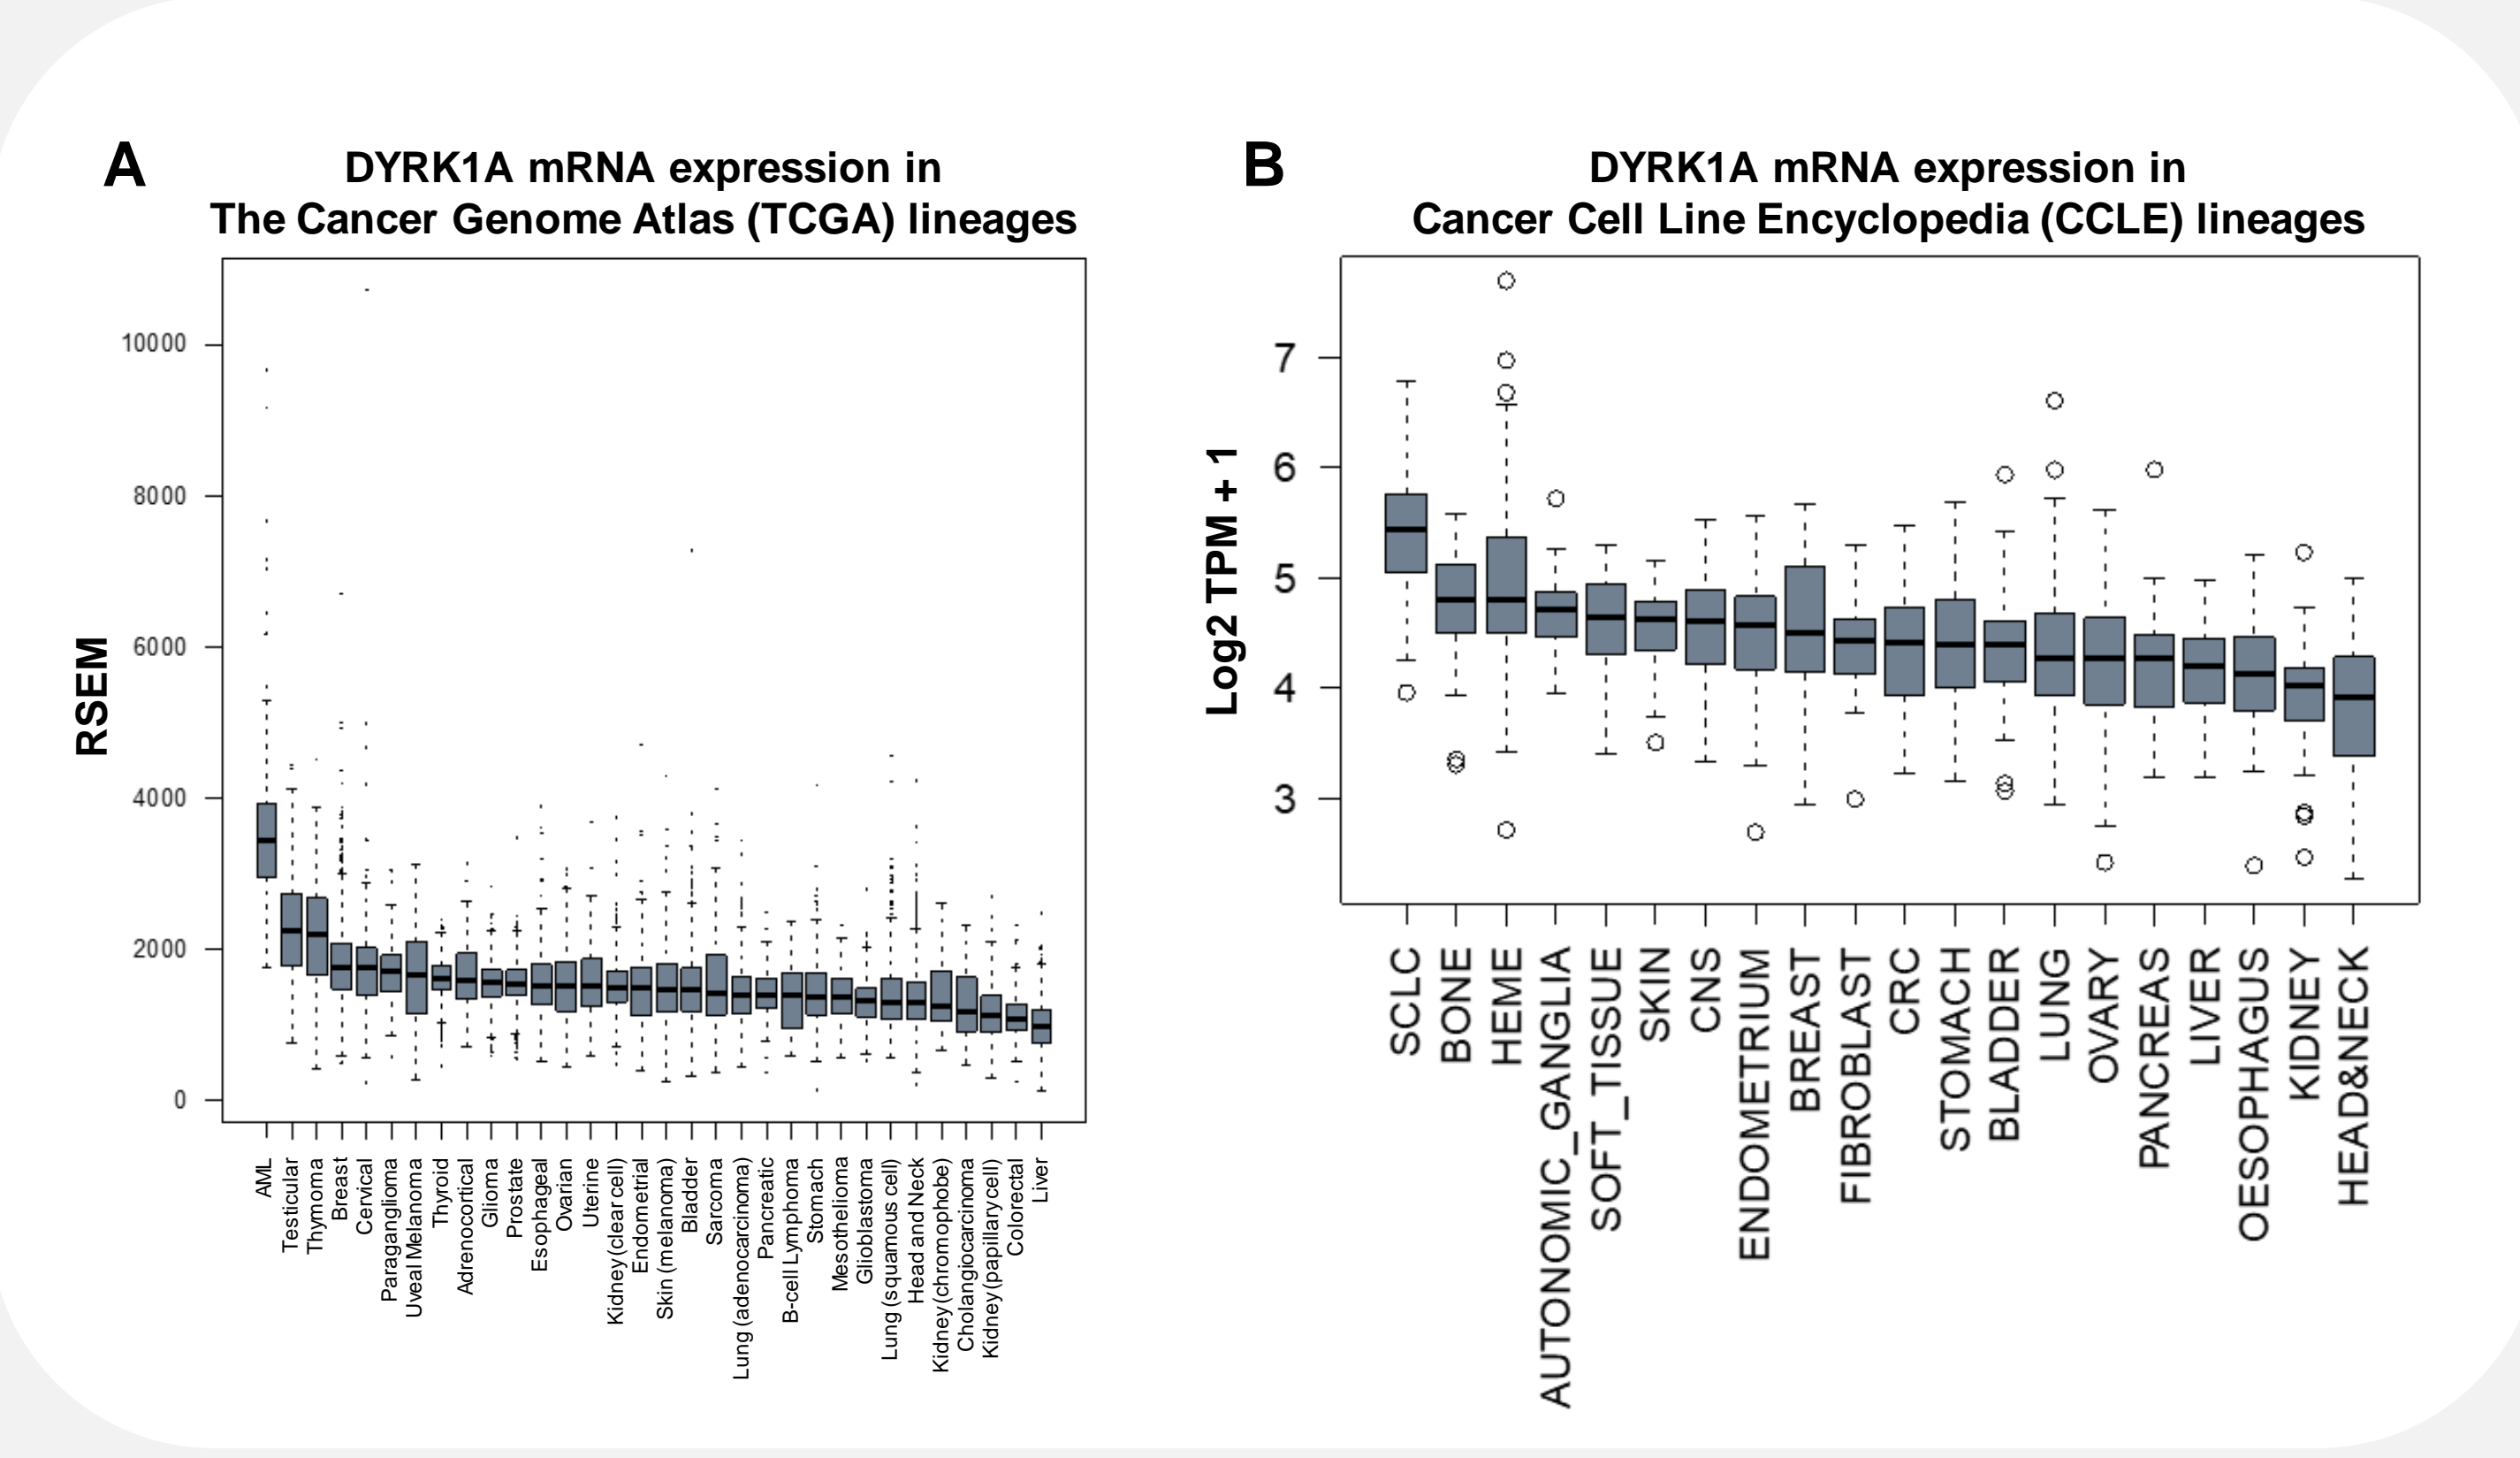 A
DYRK1A mRNA expression in
The Cancer Genome Atlas (TCGA) lineages
RSEM
10000
8000
6000
4000
2000
0
AML
Testicular
Thymoma
Breast
Cervical
Paraganglioma
Uveal Melanoma
Thyroid
Adrenocortical
Glioma
Prostate
Esophageal
Ovarian
Uterine
Kidney (clear cell)
Endometrial
Skin (melanoma)
Bladder
Sarcoma
Lung (adenocarcinoma)
Pancreatic
B-cell Lymphoma
Stomach
Mesothelioma
Glioblastoma
Lung (squamous cell)
Head and Neck
Kidney (chromophobe)
Cholangiocarcinoma
Kidney (papillary cell)
Colorectal
Liver
B
DYRK1A mRNA expression in
Cancer Cell Line Encyclopedia (CCLE) lineages
Log2 TPM + 1
7
6
5
4
3
SCLC
BONE
HEME
AUTONOMIC_GANGLIA
SOFT_TISSUE
SKIN
CNS
ENDOMETRIUM
BREAST
FIBROBLAST
CRC
STOMACH
BLADDER
LUNG
OVARY
PANCREAS
LIVER
OESOPHAGUS
KIDNEY
HEAD&NECK